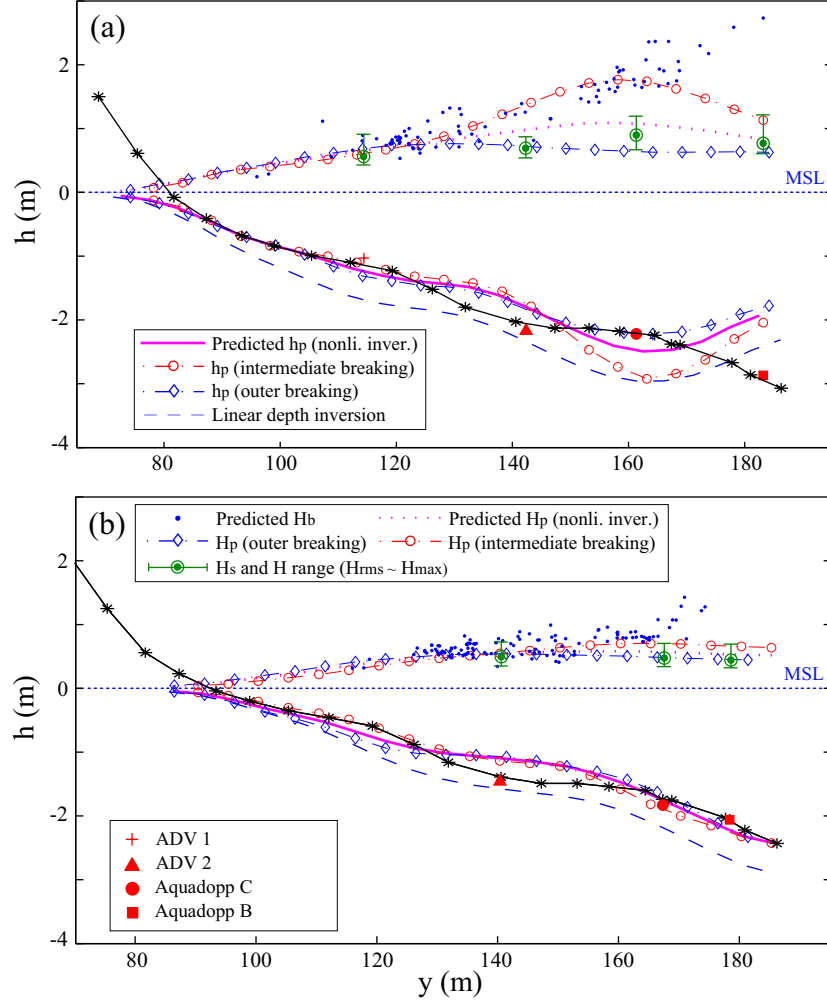 (a)
2
0
-2
-4
h (m)
MSL
Predicted hp (nonli. inver.)
hp (intermediate breaking)
hp (outer breaking)
Linear depth inversion
80 100 120 140 160 180
(b)
Predicted Hb Predicted Hp (nonli. inver.)
Hp (outer breaking) Hp (intermediate breaking)
Hs and H range (Hrms ~ Hmax)
2
0
-2
-4
h (m)
MSL
ADV 1
ADV 2
Aquadopp C
Aquadopp B
80 100 120 140 160 180
y (m)